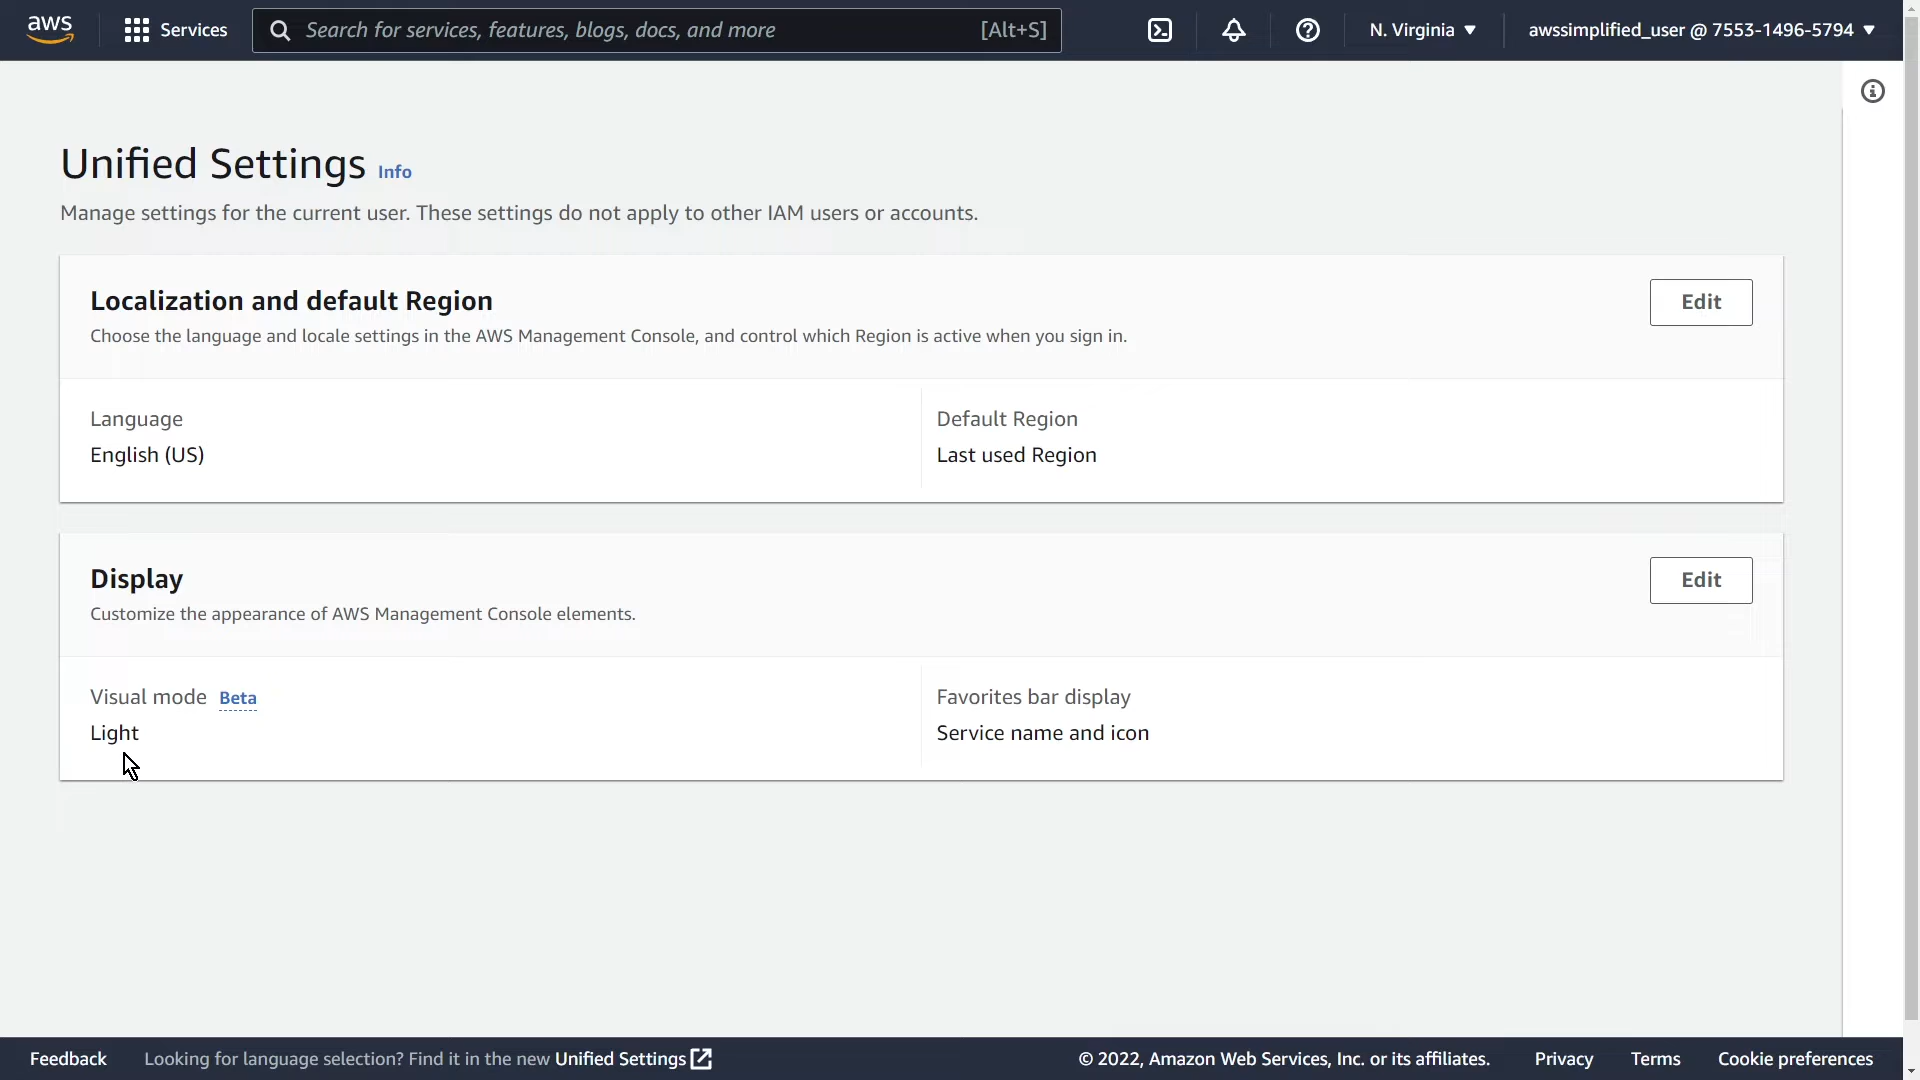 aws
Services
Search for services, features, blogs, docs, and more
[Alt+S]
N. Virginia
awssimplified_user @ 7553-1496-5794
Unified Settings Info
Manage settings for the current user. These settings do not apply to other IAM users or accounts.
Localization and default Region
Edit
Choose the language and locale settings in the AWS Management Console, and control which Region is active when you sign in.
Language
English (US)
Default Region
Last used Region
Display
Edit
Customize the appearance of AWS Management Console elements.
Visual mode Beta
Light
Favorites bar display
Service name and icon
Feedback
Looking for language selection? Find it in the new Unified Settings
© 2022, Amazon Web Services, Inc. or its affiliates.
Privacy
Terms
Cookie preferences